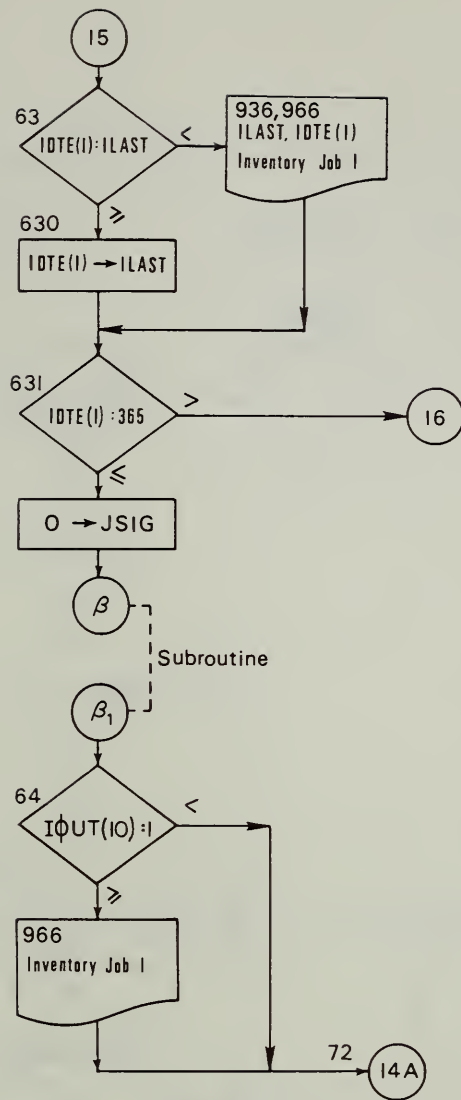 15
63
IDTE(I):ILAST
<
936,966
ILAST, IDTE(I)
Inventory Job I
≥
630
IDTE(I) → ILAST
631
IDTE(I) :365
>
16
≤
0 → JSIG
β
Subroutine
β₁
64
IϕUT(10) :1
<
≥
966
Inventory Job I
72
14A